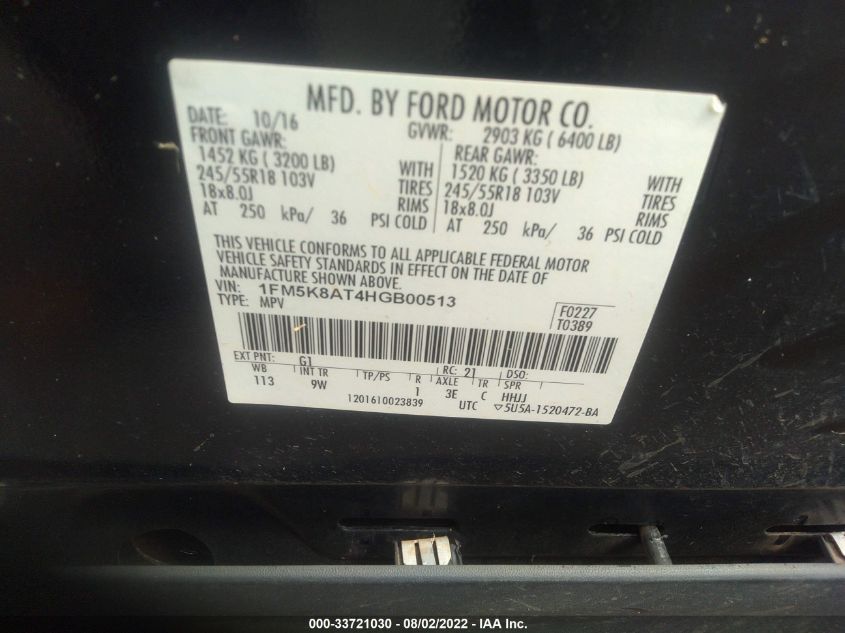 MFD. BY FORD MOTOR CO.
DATE: 10/16
GVWR: 2903 KG ( 6400 LB)
FRONT GAWR:
1452 KG ( 3200 LB) WITH
245/55R18 103V TIRES
18x8.0J RIMS
AT 250 kPa/ 36 PSI COLD
REAR GAWR:
1520 KG ( 3350 LB) WITH
245/55R18 103V TIRES
18x8.0J RIMS
AT 250 kPa/ 36 PSI COLD
THIS VEHICLE CONFORMS TO ALL APPLICABLE FEDERAL MOTOR
VEHICLE SAFETY STANDARDS IN EFFECT ON THE DATE OF
MANUFACTURE SHOWN ABOVE.
VIN: 1FM5K8AT4HGB00513
TYPE: MPV
F0227
T0389
EXT PNT: G1 RC: 21 DSO:
WB INT TR TP/PS R AXLE TR SPR
113 9W 1 3E C HHJJ
1201610023839 UTC ▽5U5A-1520472-BA
000-33721030 - 08/02/2022 - IAA Inc.